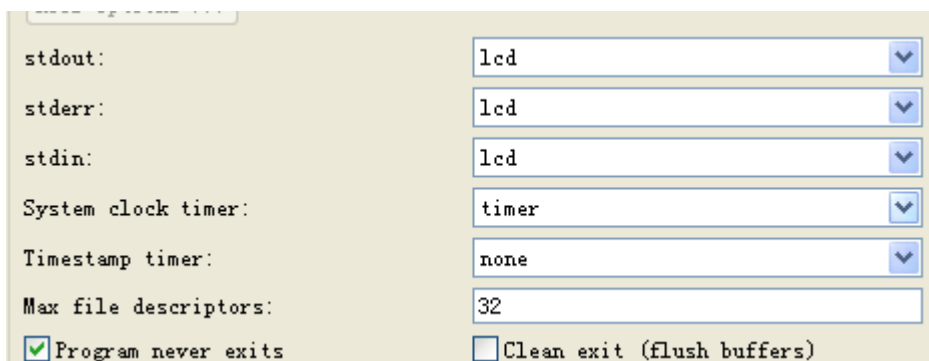 stdout: lcd
stderr: lcd
stdin: lcd
System clock timer: timer
Timestamp timer: none
Max file descriptors: 32
Program never exits Clean exit (flush buffers)